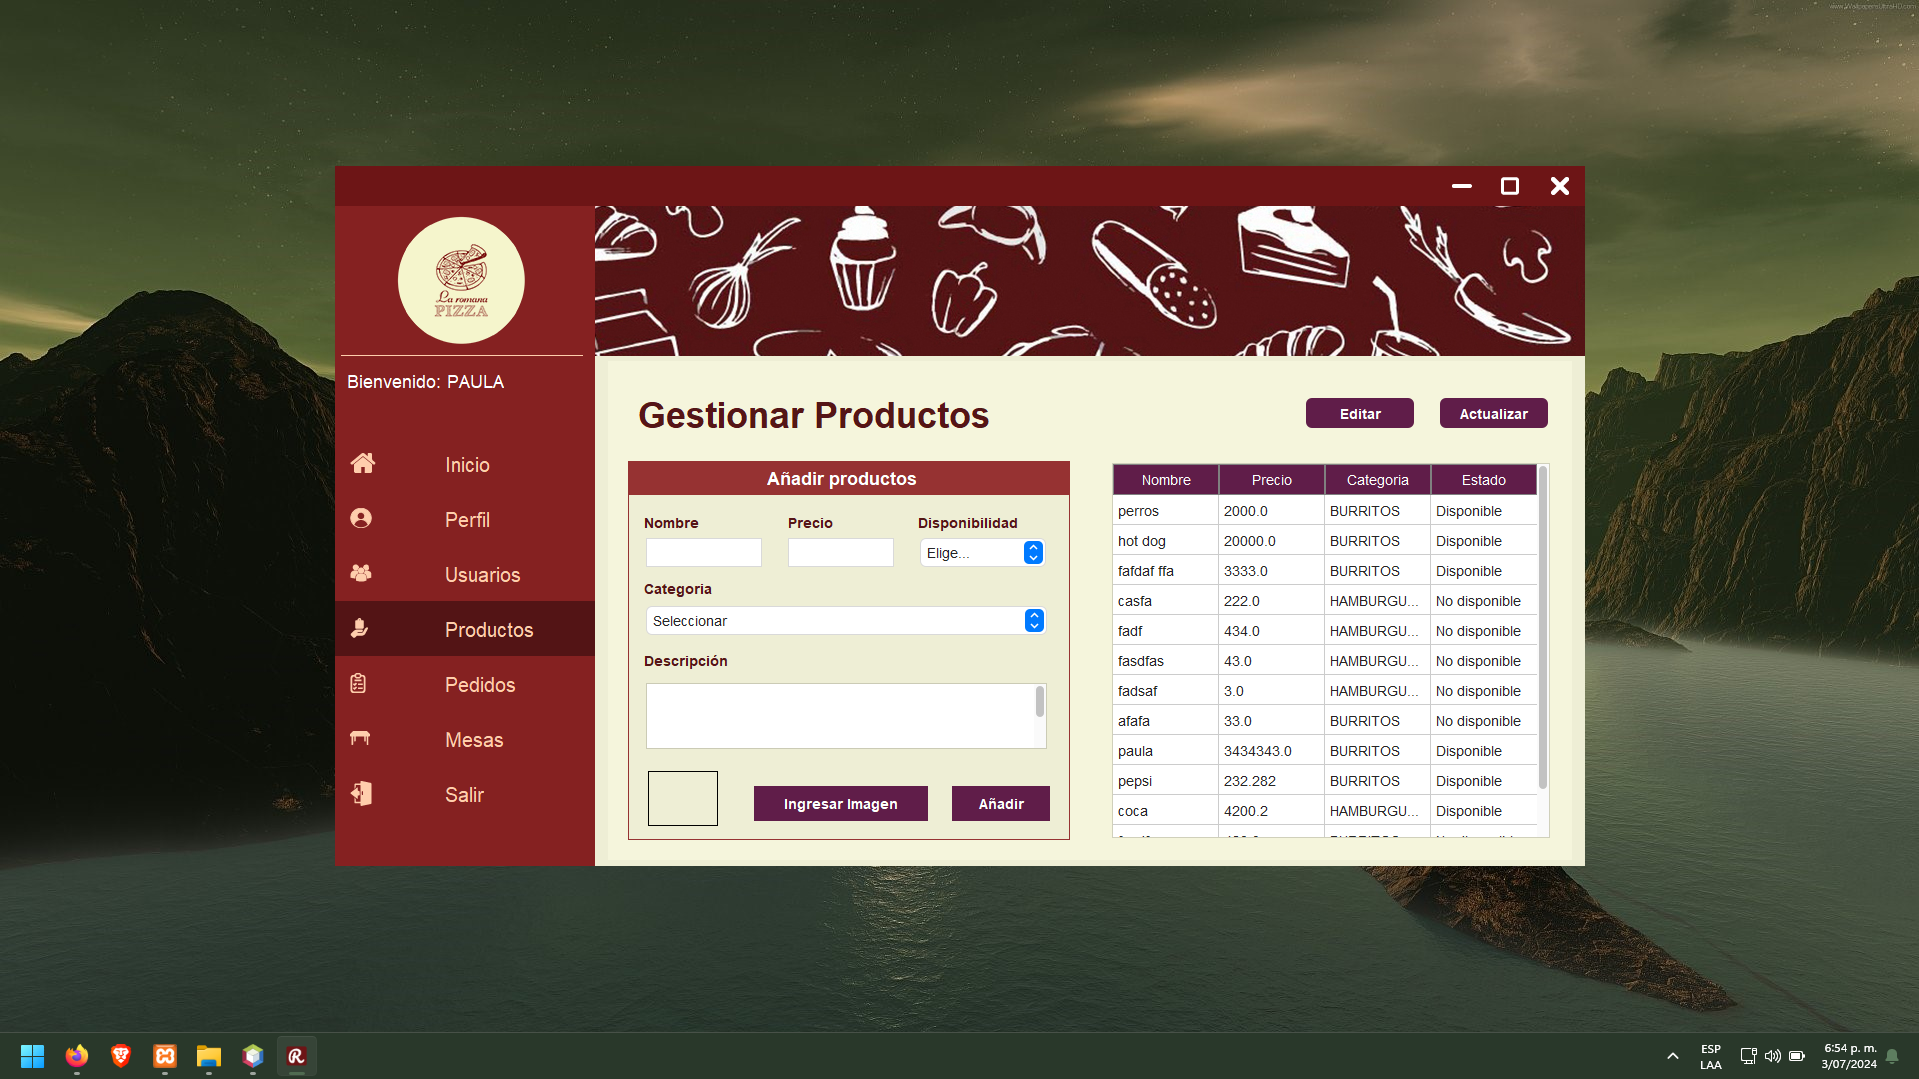 www.WallpapersUltraHD.com
La romana
PIZZA
Bienvenido: PAULA
Inicio
Perfil
Usuarios
Productos
Pedidos
Mesas
Salir
Gestionar Productos
Editar
Actualizar
Añadir productos
Nombre Precio Disponibilidad
Elige...
Categoria
Seleccionar
Descripción
Ingresar Imagen
Añadir
Nombre Precio Categoria Estado
perros 2000.0 BURRITOS Disponible
hot dog 20000.0 BURRITOS Disponible
fafdaf ffa 3333.0 BURRITOS Disponible
casfa 222.0 HAMBURGU... No disponible
fadf 434.0 HAMBURGU... No disponible
fasdfas 43.0 HAMBURGU... No disponible
fadsaf 3.0 HAMBURGU... No disponible
afafa 33.0 BURRITOS No disponible
paula 3434343.0 BURRITOS Disponible
pepsi 232.282 BURRITOS Disponible
coca 4200.2 HAMBURGU... Disponible
ESP
LAA
6:54 p. m.
3/07/2024